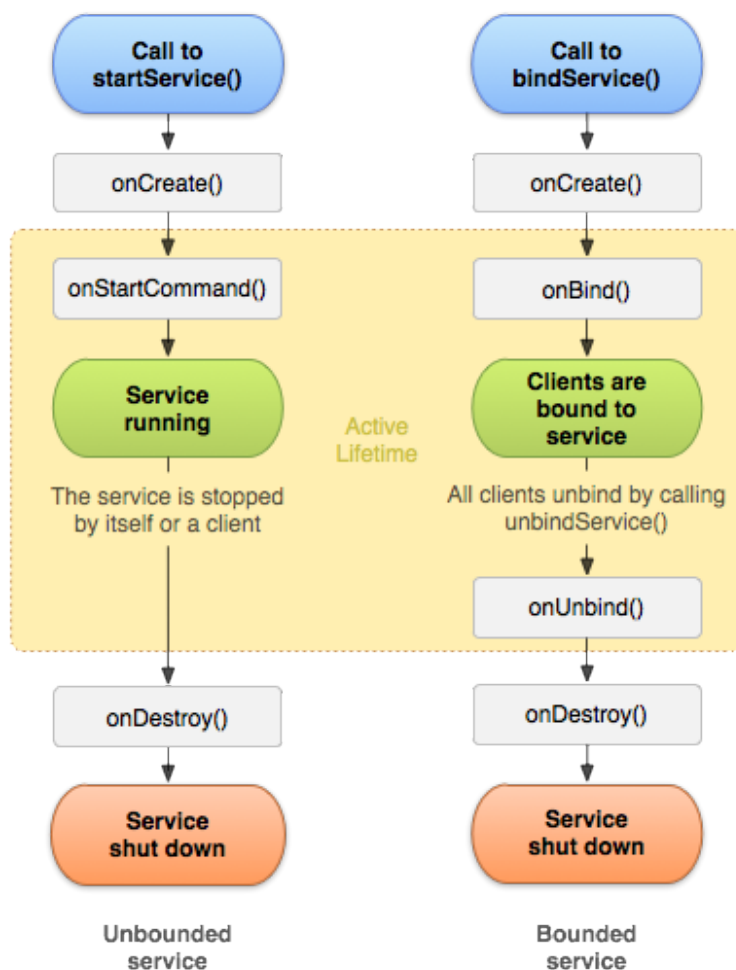 Call to
startService()
onCreate()
onStartCommand()
Service
running
The service is stopped
by itself or a client
onDestroy()
Service
shut down
Unbounded
service
Active
Lifetime
Call to
bindService()
onCreate()
onBind()
Clients are
bound to
service
All clients unbind by calling
unbindService()
onUnbind()
onDestroy()
Service
shut down
Bounded
service